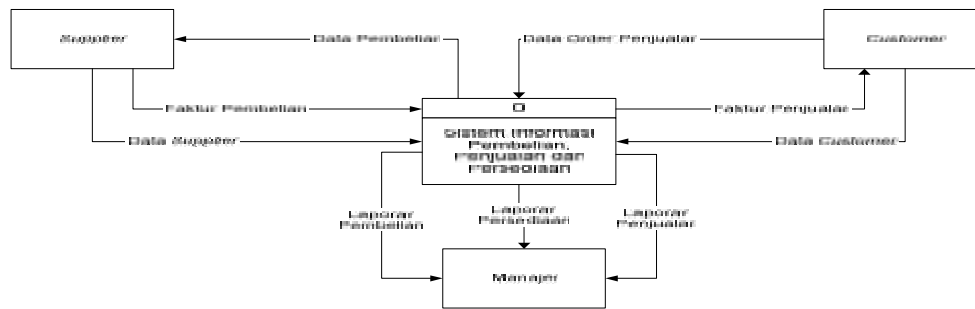 Supplier
Data Pembelian
Data Order Penjualan
Customer
Faktur Pembelian
0
Faktur Penjualan
Data Supplier
Sistem Informasi
Pembelian,
Penjualan dan
Persediaan
Data Customer
Laporan
Pembelian
Laporan
Persediaan
Laporan
Penjualan
Manajer